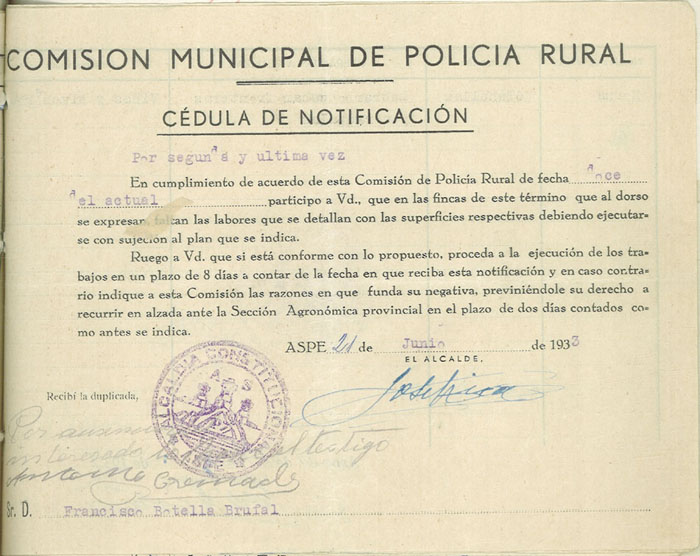 COMISION MUNICIPAL DE POLICIA RURAL
CÉDULA DE NOTIFICACIÓN
Por segunda y ultima vez
En cumplimiento de acuerdo de esta Comisión de Policía Rural de fecha doce
del actual participo a Vd., que en las fincas de este término que al dorso
se expresan, faltan las labores que se detallan con las superficies respectivas debiendo ejecutar-
se con sujeción al plan que se indica.
Ruego a Vd. que si está conforme con lo propuesto, proceda a la ejecución de los tra-
bajos en un plazo de 8 días a contar de la fecha en que reciba esta notificación y en caso contra-
rio indique a esta Comisión las razones en que funda su negativa, previniéndole su derecho a
recurrir en alzada ante la Sección Agronómica provincial en el plazo de dos días contados co-
mo antes se indica.
ASPE 21 de Junio de 1933
EL ALCALDE,
ALCALDIA CONSTITUCIONAL
Recibí la duplicada,
Por
testigo
Antonio
Sr. D. Francisco Botella Brufal